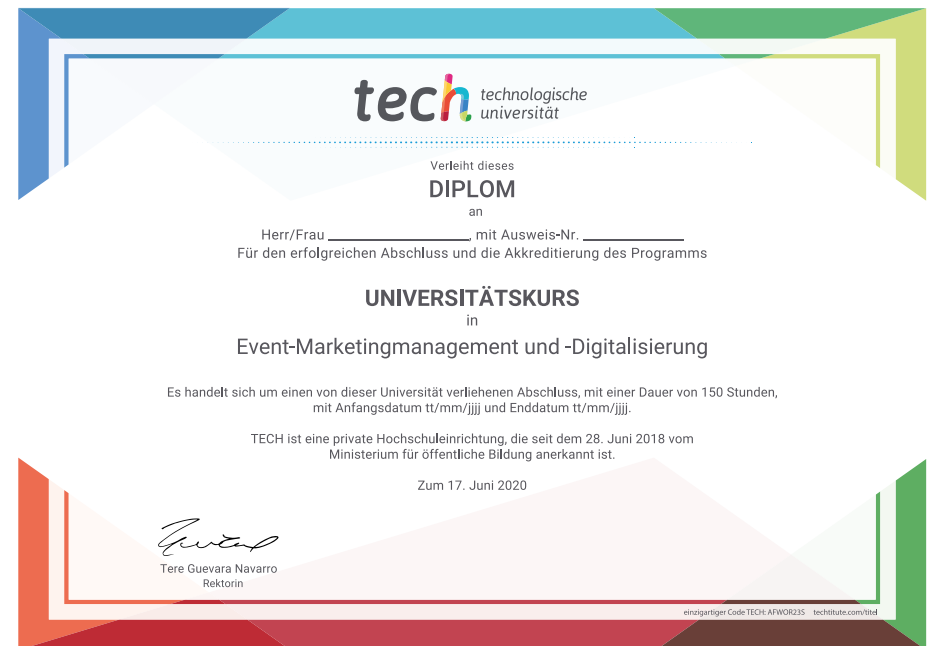 tech technologische
universität
Verleiht dieses
DIPLOM
an
Herr/Frau ____________________, mit Ausweis-Nr. ______________
Für den erfolgreichen Abschluss und die Akkreditierung des Programms
UNIVERSITÄTSKURS
in
Event-Marketingmanagement und -Digitalisierung
Es handelt sich um einen von dieser Universität verliehenen Abschluss, mit einer Dauer von 150 Stunden,
mit Anfangsdatum tt/mm/jjjj und Enddatum tt/mm/jjjj.
TECH ist eine private Hochschuleinrichtung, die seit dem 28. Juni 2018 vom
Ministerium für öffentliche Bildung anerkannt ist.
Zum 17. Juni 2020
Tere Guevara Navarro
Rektorin
einzigartiger Code TECH: AFWOR23S techtitute.com/titel